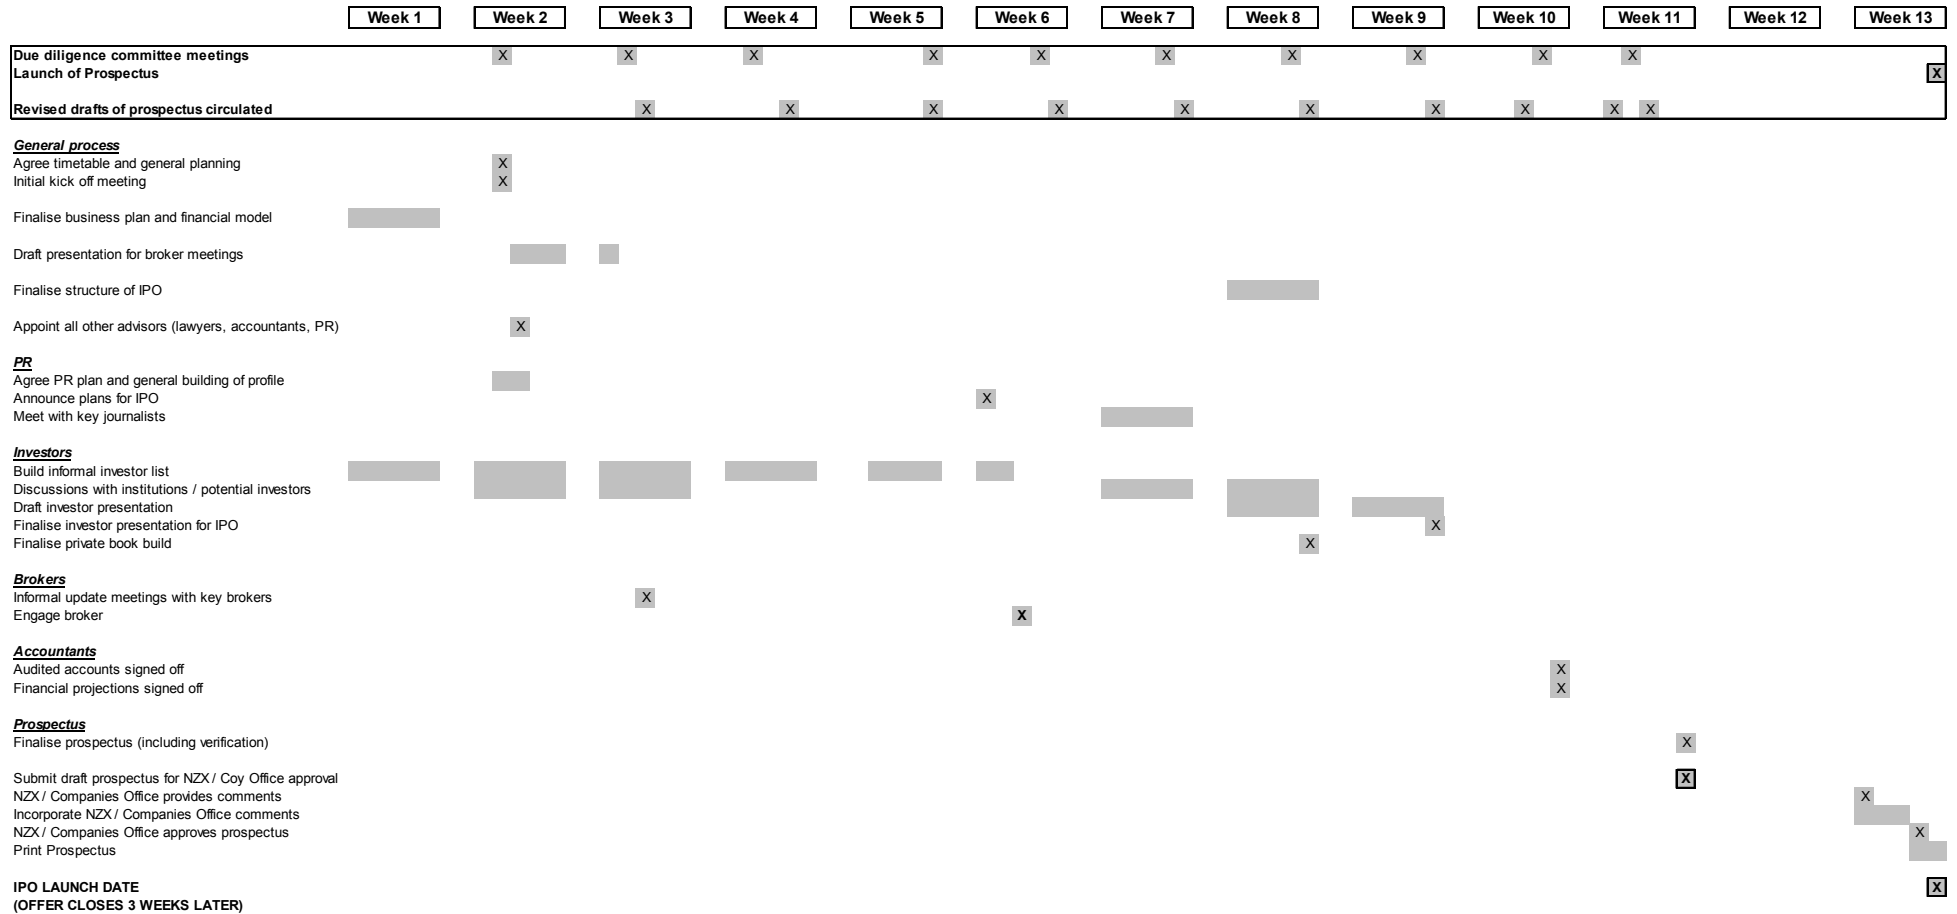 Week 1 Week 2 Week 3 Week 4 Week 5 Week 6 Week 7 Week 8 Week 9 Week 10 Week 11 Week 12 Week 13
Due diligence committee meetings X X X X X X X X X X
Launch of Prospectus X
Revised drafts of prospectus circulated X X X X X X X X X X
General process
Agree timetable and general planning X
Initial kick off meeting X
Finalise business plan and financial model
Draft presentation for broker meetings
Finalise structure of IPO
Appoint all other advisors (lawyers, accountants, PR) X
PR
Agree PR plan and general building of profile
Announce plans for IPO X
Meet with key journalists
Investors
Build informal investor list
Discussions with institutions / potential investors
Draft investor presentation
Finalise investor presentation for IPO X
Finalise private book build X
Brokers
Informal update meetings with key brokers X
Engage broker X
Accountants
Audited accounts signed off X
Financial projections signed off X
Prospectus
Finalise prospectus (including verification) X
Submit draft prospectus for NZX / Coy Office approval X
NZX / Companies Office provides comments X
Incorporate NZX / Companies Office comments
NZX / Companies Office approves prospectus X
Print Prospectus
IPO LAUNCH DATE X
(OFFER CLOSES 3 WEEKS LATER)